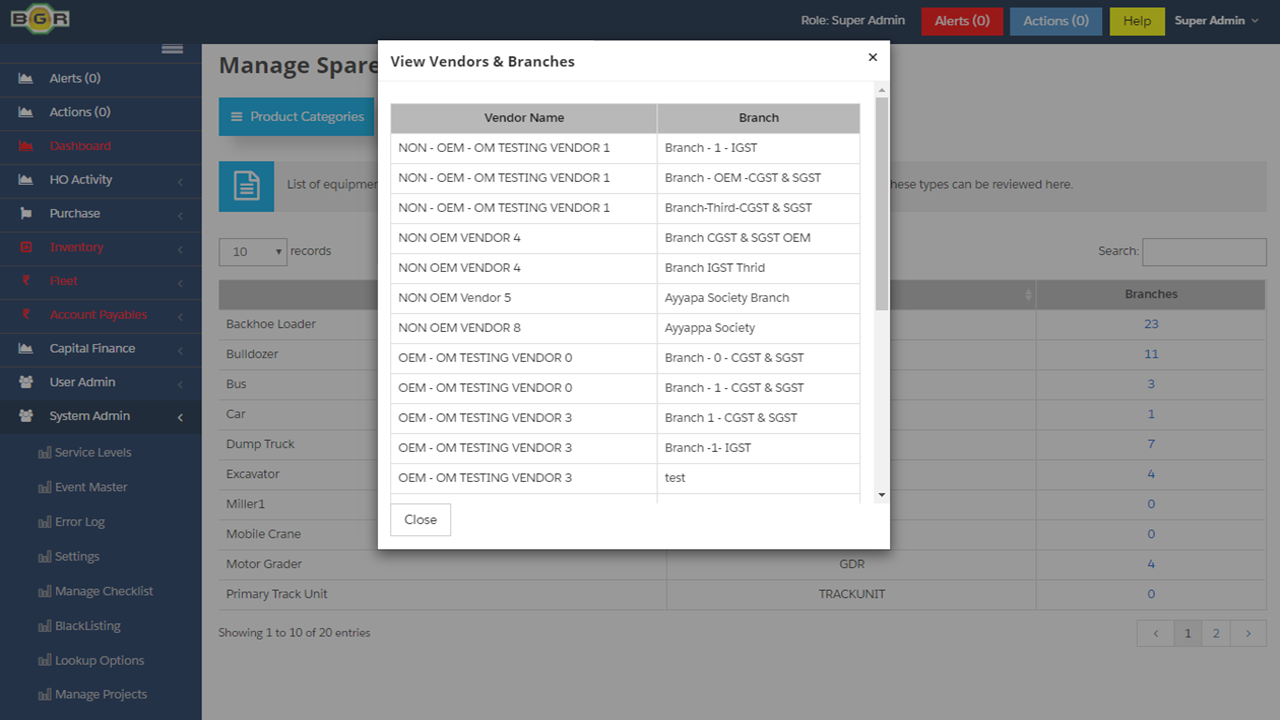 BGR
Role: Super Admin
Alerts (0)
Actions (0)
Help
Super Admin
Alerts (0)
Actions (0)
Dashboard
HO Activity
Purchase
Inventory
Fleet
Account Payables
Capital Finance
User Admin
System Admin
Service Levels
Event Master
Error Log
Settings
Manage Checklist
BlackListing
Lookup Options
Manage Projects
Manage Spare
Product Categories
List of equipmen
hese types can be reviewed here.
10 records
Search:
Branches
Backhoe Loader 23
Bulldozer 11
Bus 3
Car 1
Dump Truck 7
Excavator 4
Miller1 0
Mobile Crane 0
Motor Grader GDR 4
Primary Track Unit TRACKUNIT 0
Showing 1 to 10 of 20 entries
‹ 1 2 ›
View Vendors & Branches ×
Vendor Name Branch
NON - OEM - OM TESTING VENDOR 1 Branch - 1 - IGST
NON - OEM - OM TESTING VENDOR 1 Branch - OEM -CGST & SGST
NON - OEM - OM TESTING VENDOR 1 Branch-Third-CGST & SGST
NON OEM VENDOR 4 Branch CGST & SGST OEM
NON OEM VENDOR 4 Branch IGST Thrid
NON OEM Vendor 5 Ayyapa Society Branch
NON OEM VENDOR 8 Ayyappa Society
OEM - OM TESTING VENDOR 0 Branch - 0 - CGST & SGST
OEM - OM TESTING VENDOR 0 Branch - 1 - CGST & SGST
OEM - OM TESTING VENDOR 3 Branch 1 - CGST & SGST
OEM - OM TESTING VENDOR 3 Branch -1- IGST
OEM - OM TESTING VENDOR 3 test
Close